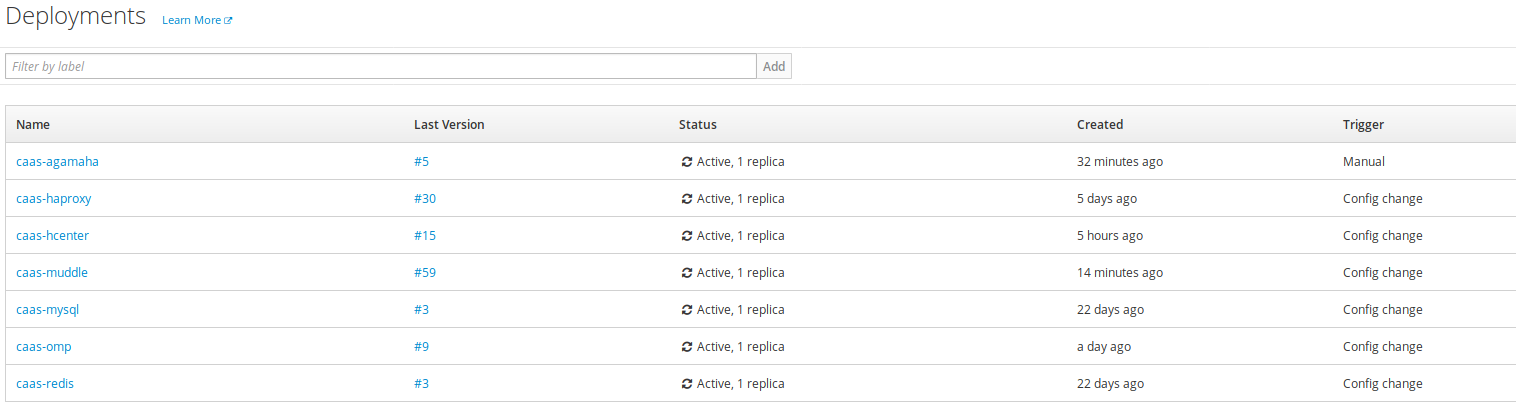 Deployments Learn More
Filter by label Add
Name Last Version Status Created Trigger
caas-agamaha #5 Active, 1 replica 32 minutes ago Manual
caas-haproxy #30 Active, 1 replica 5 days ago Config change
caas-hcenter #15 Active, 1 replica 5 hours ago Config change
caas-muddle #59 Active, 1 replica 14 minutes ago Config change
caas-mysql #3 Active, 1 replica 22 days ago Config change
caas-omp #9 Active, 1 replica a day ago Config change
caas-redis #3 Active, 1 replica 22 days ago Config change